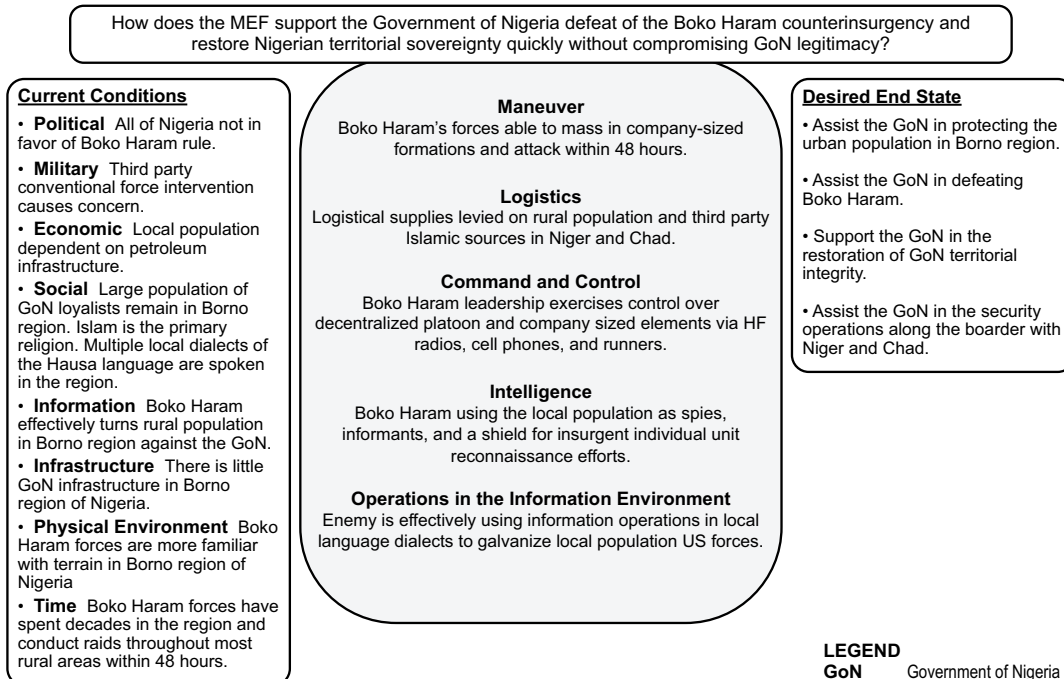 How does the MEF support the Government of Nigeria defeat of the Boko Haram counterinsurgency and
restore Nigerian territorial sovereignty quickly without compromising GoN legitimacy?
Current Conditions
• Political All of Nigeria not in
favor of Boko Haram rule.
• Military Third party
conventional force intervention
causes concern.
• Economic Local population
dependent on petroleum
infrastructure.
• Social Large population of
GoN loyalists remain in Borno
region. Islam is the primary
religion. Multiple local dialects of
the Hausa language are spoken
in the region.
• Information Boko Haram
effectively turns rural population
in Borno region against the GoN.
• Infrastructure There is little
GoN infrastructure in Borno
region of Nigeria.
• Physical Environment Boko
Haram forces are more familiar
with terrain in Borno region of
Nigeria
• Time Boko Haram forces have
spent decades in the region and
conduct raids throughout most
rural areas within 48 hours.
Maneuver
Boko Haram's forces able to mass in company-sized
formations and attack within 48 hours.
Logistics
Logistical supplies levied on rural population and third party
Islamic sources in Niger and Chad.
Command and Control
Boko Haram leadership exercises control over
decentralized platoon and company sized elements via HF
radios, cell phones, and runners.
Intelligence
Boko Haram using the local population as spies,
informants, and a shield for insurgent individual unit
reconnaissance efforts.
Operations in the Information Environment
Enemy is effectively using information operations in local
language dialects to galvanize local population US forces.
Desired End State
• Assist the GoN in protecting the
urban population in Borno region.
• Assist the GoN in defeating
Boko Haram.
• Support the GoN in the
restoration of GoN territorial
integrity.
• Assist the GoN in the security
operations along the boarder with
Niger and Chad.
LEGEND
GoN Government of Nigeria